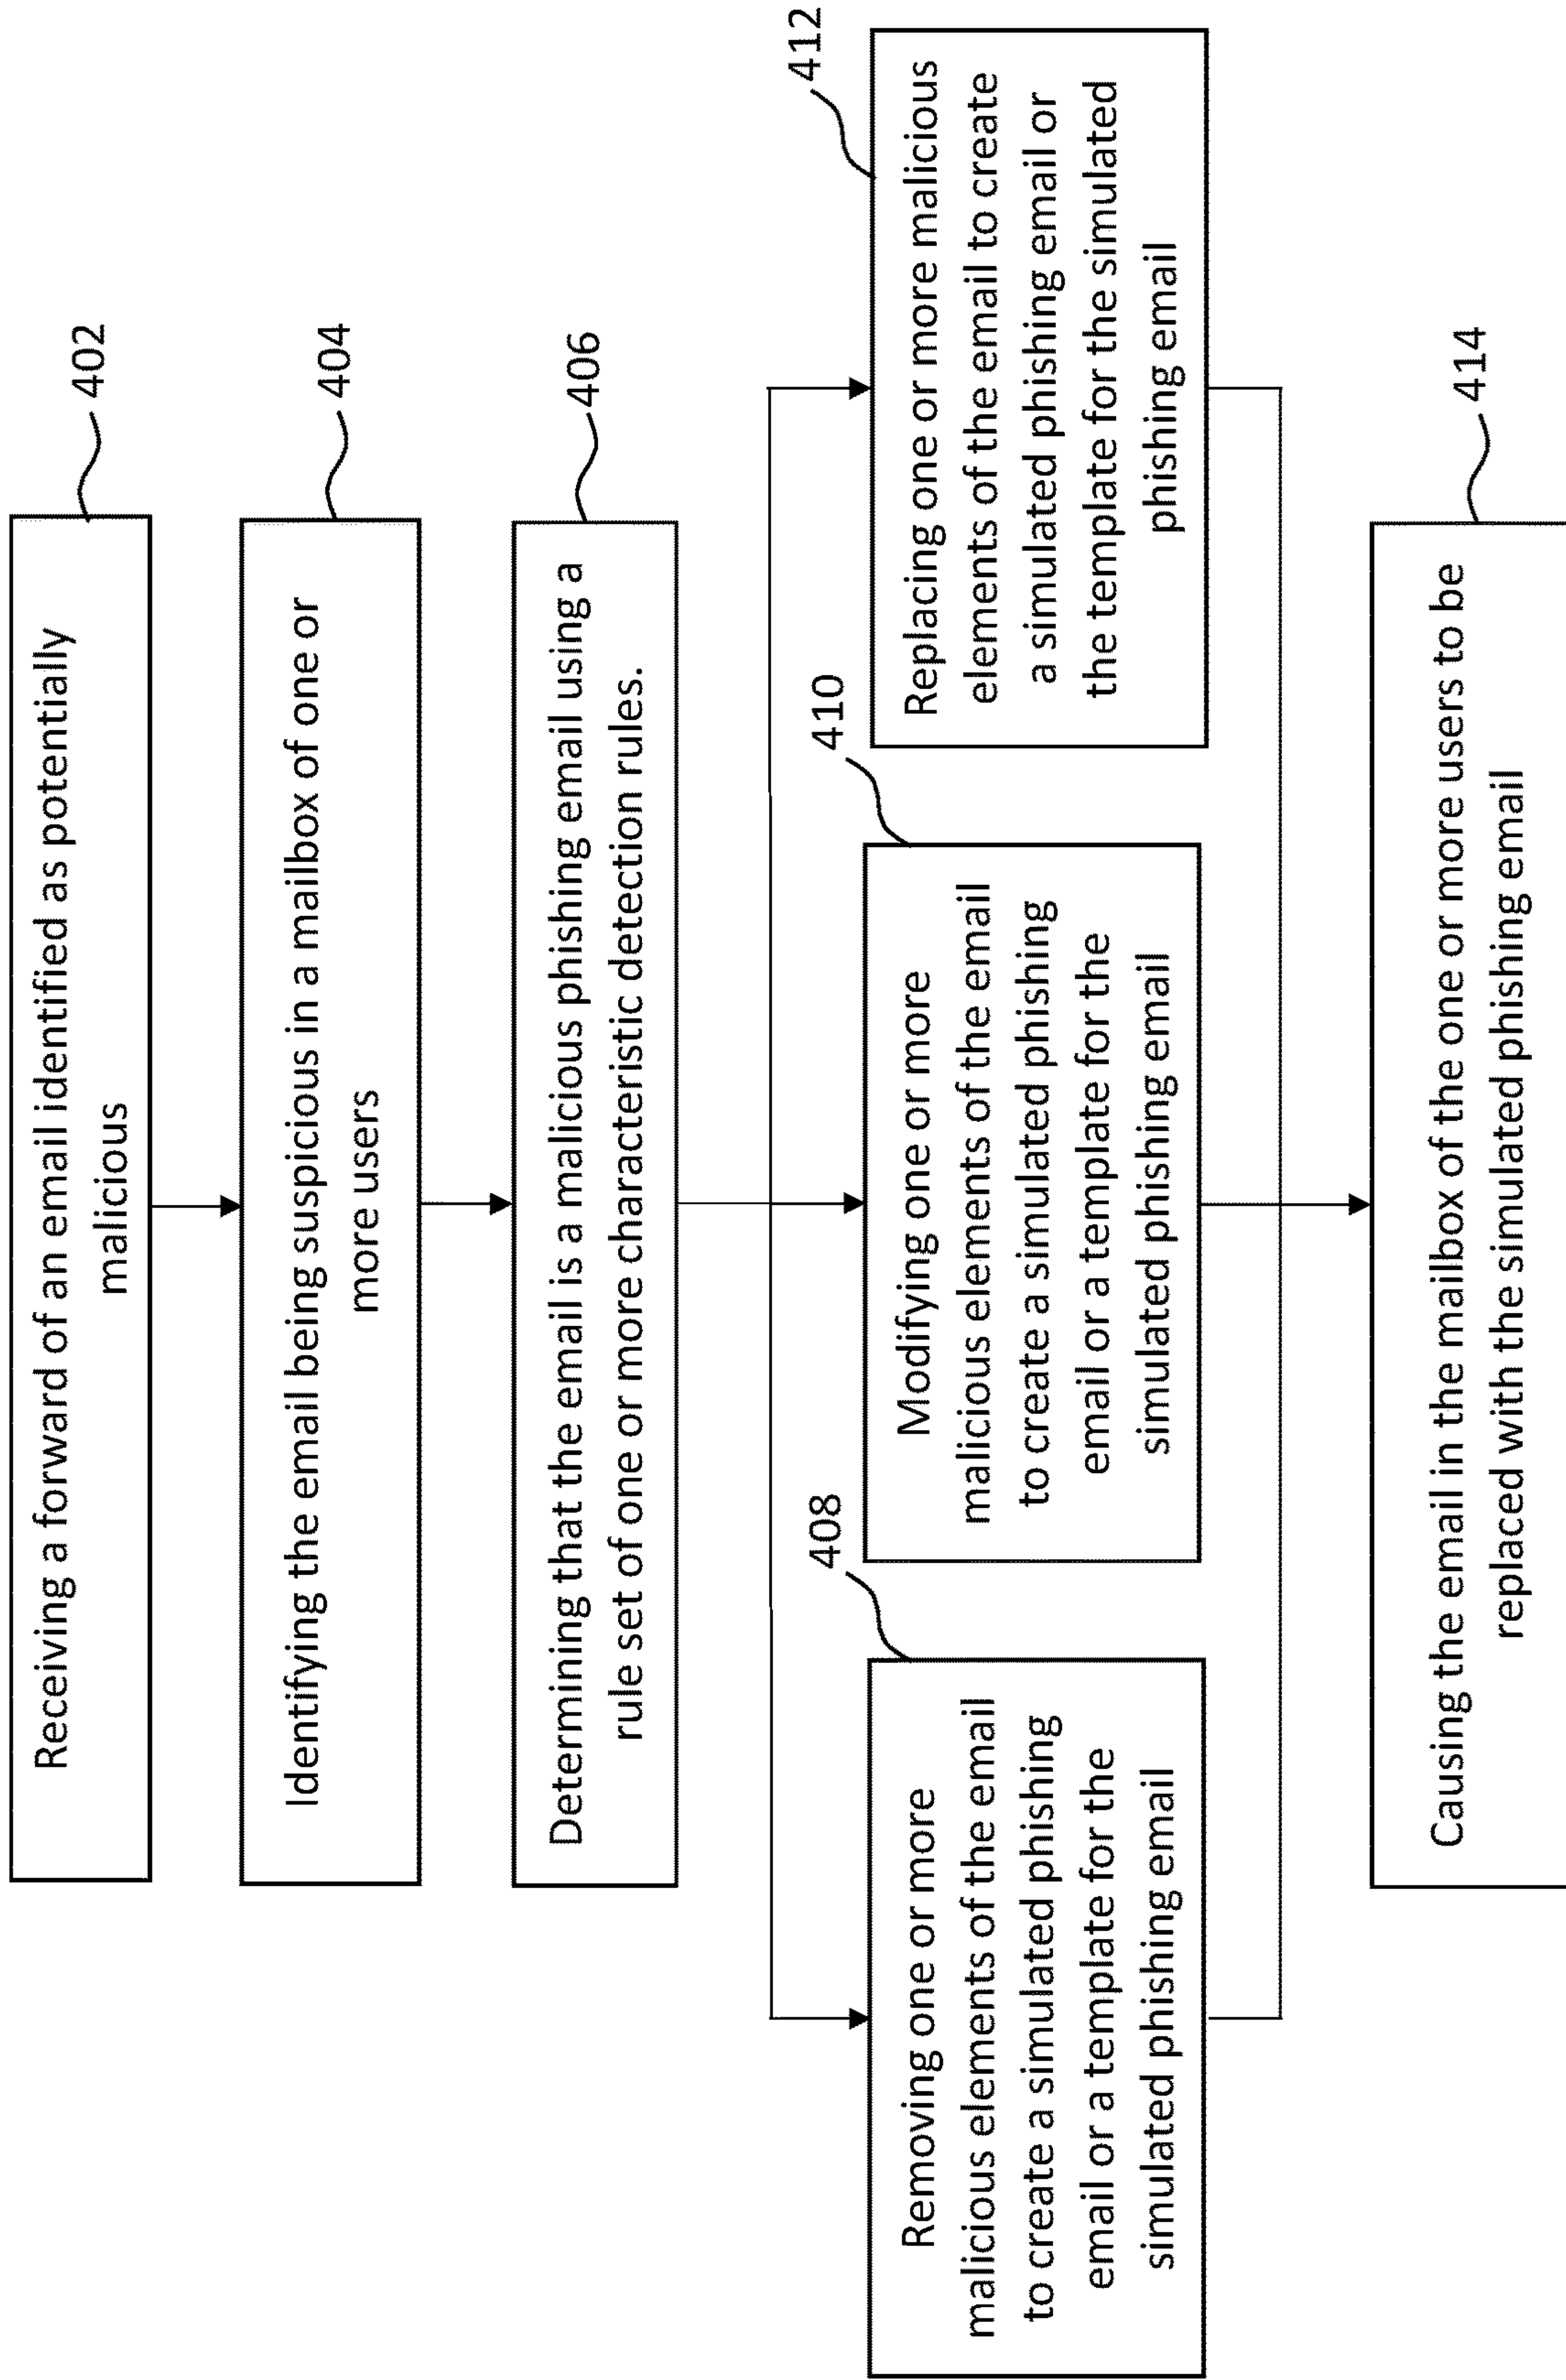 Receiving a forward of an email identified as potentially
malicious
402
Identifying the email being suspicious in a mailbox of one or
more users
404
Determining that the email is a malicious phishing email using a
rule set of one or more characteristic detection rules.
406
Removing one or more
malicious elements of the email
to create a simulated phishing
email or a template for the
simulated phishing email
408
Modifying one or more
malicious elements of the email
to create a simulated phishing
email or a template for the
simulated phishing email
410
Replacing one or more malicious
elements of the email to create
a simulated phishing email or
the template for the simulated
phishing email
412
Causing the email in the mailbox of the one or more users to be
replaced with the simulated phishing email
414